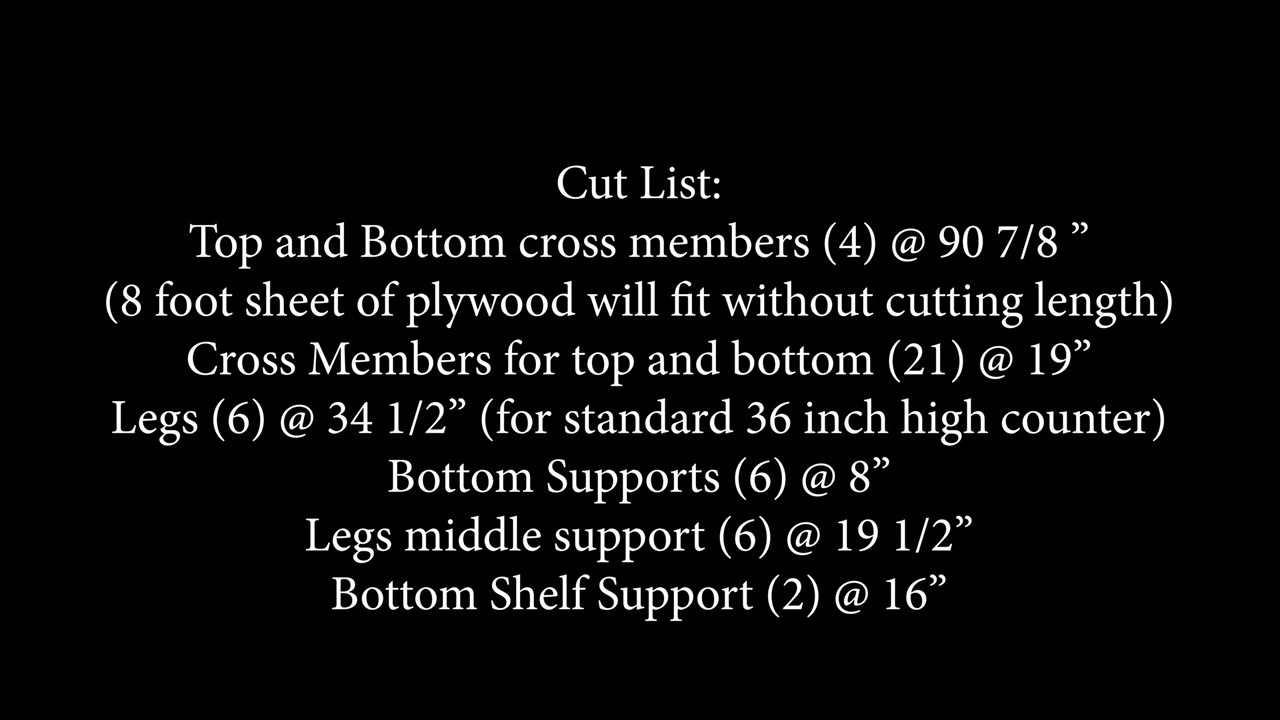 Cut List:
Top and Bottom cross members (4) @ 90 7/8 ”
(8 foot sheet of plywood will fit without cutting length)
Cross Members for top and bottom (21) @ 19”
Legs (6) @ 34 1/2” (for standard 36 inch high counter)
Bottom Supports (6) @ 8”
Legs middle support (6) @ 19 1/2”
Bottom Shelf Support (2) @ 16”